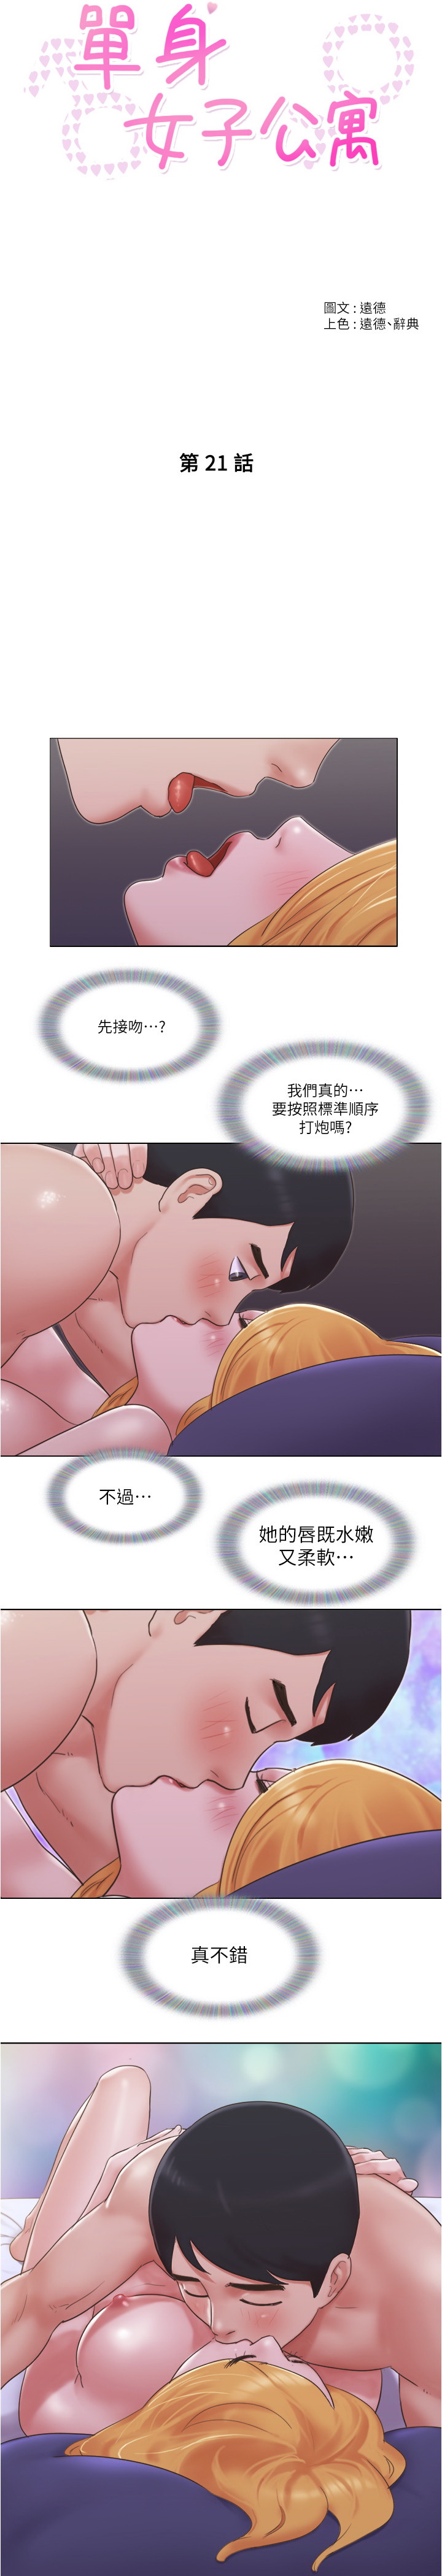 單身
女子公寓
圖文 : 遠德
上色 : 遠德、辭典
第 21 話
先接吻…?
我們真的…
要按照標準順序
打炮嗎?
不過…
她的唇既水嫩
又柔軟…
真不錯